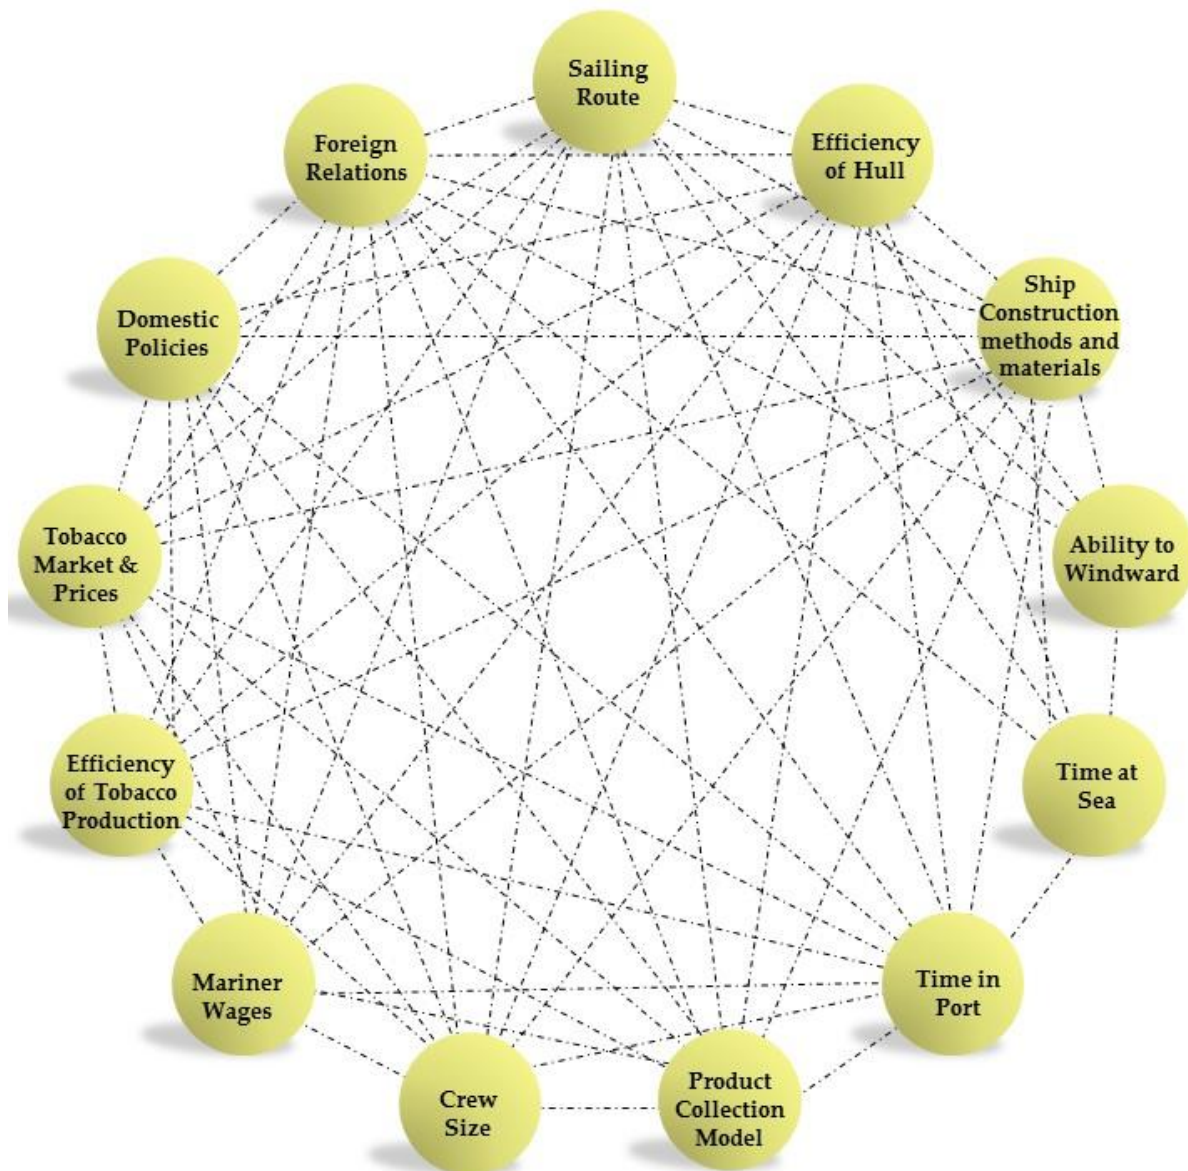 Sailing
Route
Foreign
Relations
Efficiency
of Hull
Domestic
Policies
Ship
Construction
methods and
materials
Tobacco
Market &
Prices
Ability to
Windward
Efficiency
of Tobacco
Production
Time at
Sea
Mariner
Wages
Time in
Port
Crew
Size
Product
Collection
Model